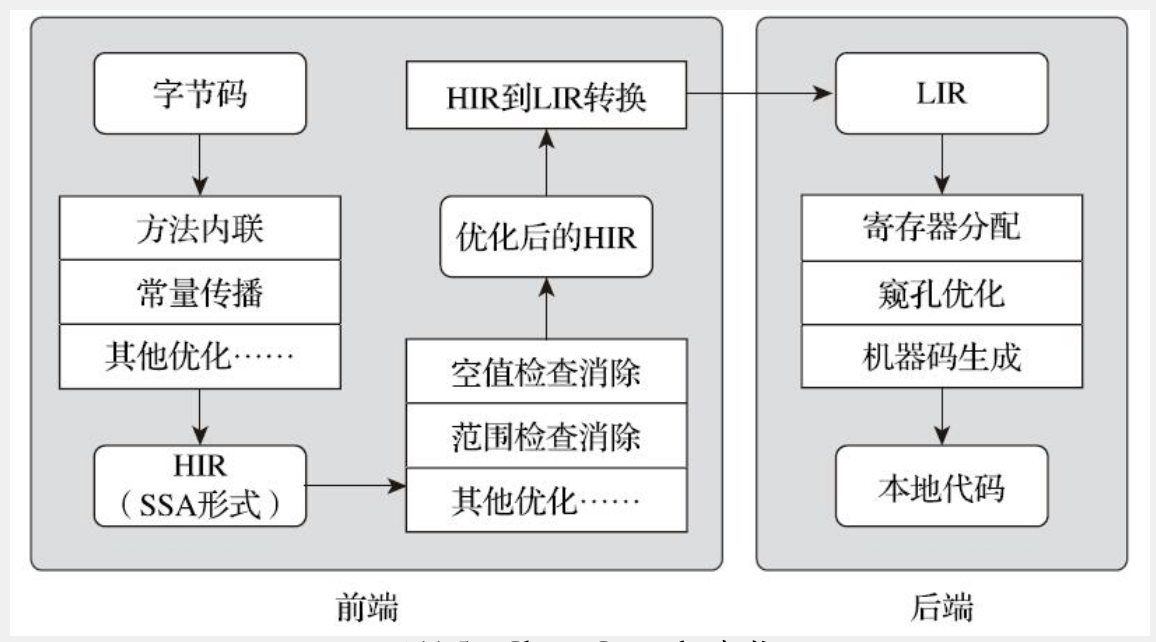 字节码
方法内联
常量传播
其他优化……
HIR
（SSA形式）
空值检查消除
范围检查消除
其他优化……
优化后的HIR
HIR到LIR转换
前端
LIR
寄存器分配
窥孔优化
机器码生成
本地代码
后端